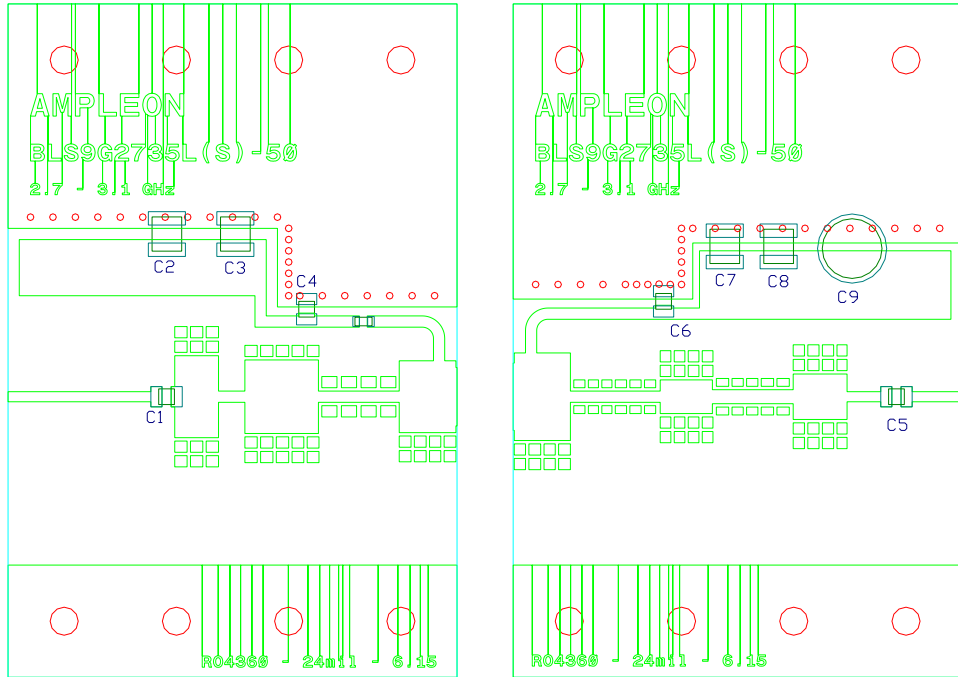 AMPLEON
BLS9G2735L(S)-50
2.7 - 3.1 GHz
C2
C3
C4
C1
RO4360 - 24mil - 6.15
AMPLEON
BLS9G2735L(S)-50
2.7 - 3.1 GHz
C7
C8
C9
C6
C5
RO4360 - 24mil - 6.15